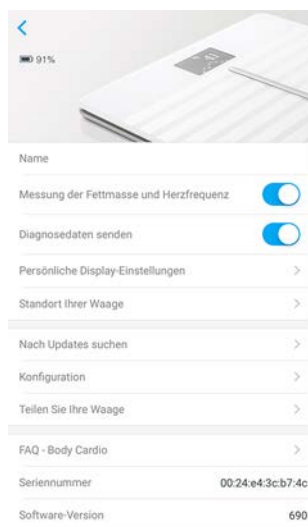 91%
Name
Messung der Fettmasse und Herzfrequenz
Diagnosedaten senden
Persönliche Display-Einstellungen
Standort Ihrer Waage
Nach Updates suchen
Konfiguration
Teilen Sie Ihre Waage
FAQ - Body Cardio
Seriennummer 00:24:e4:3c:b7:4c
Software-Version 690